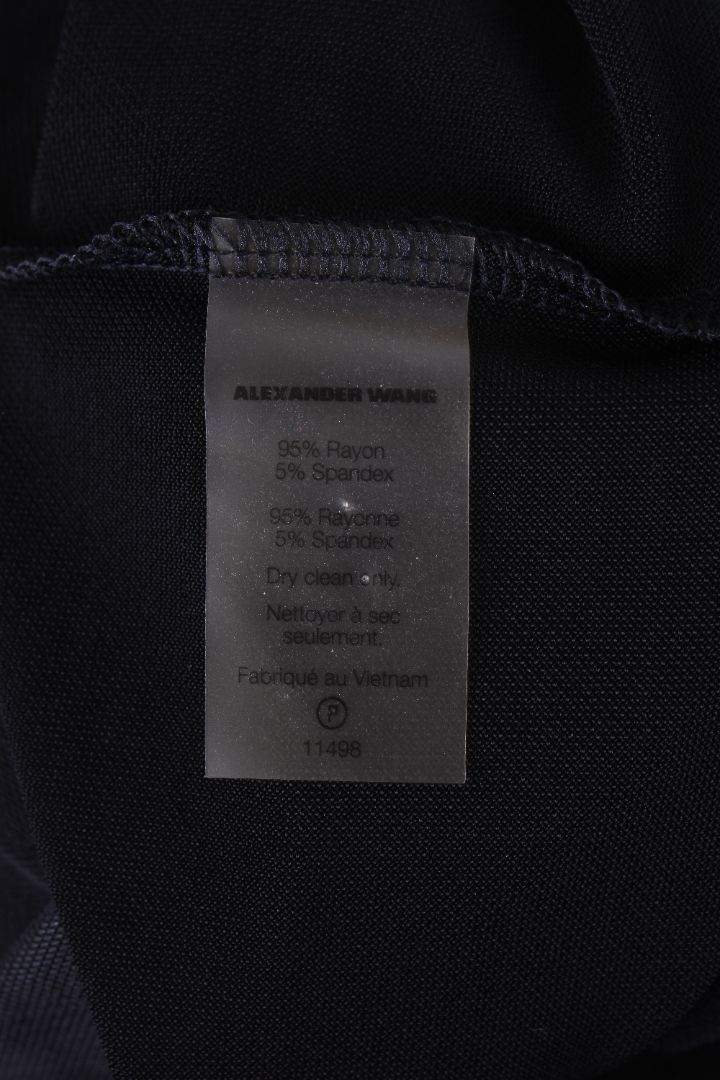 ALEXANDER WANG
95% Rayon
5% Spandex
95% Rayonne
5% Spandex
Dry clean only.
Nettoyer à sec
seulement.
Fabriqué au Vietnam
P
11498